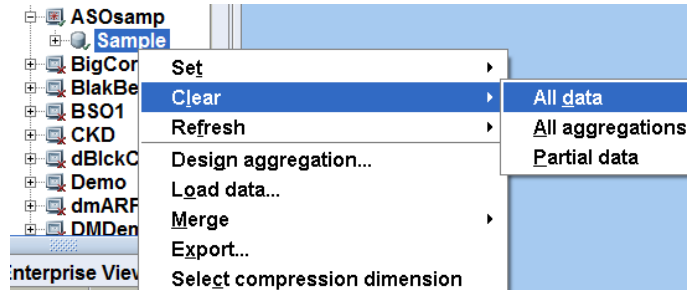 ASOsamp
Sample
BigCor
BlakBe
BSO1
CKD
dBlckC
Demo
dmARF
DMDem
Enterprise View
Set
Clear
Refresh
Design aggregation...
Load data...
Merge
Export...
Select compression dimension
All data
All aggregations
Partial data